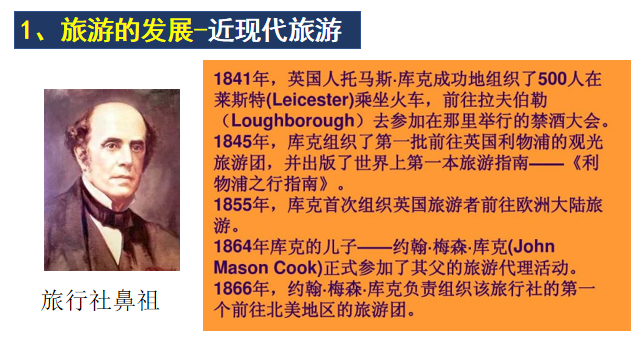 1、旅游的发展–近现代旅游
1841年，英国人托马斯·库克成功地组织了500人在
莱斯特(Leicester)乘坐火车，前往拉夫伯勒
（Loughborough）去参加在那里举行的禁酒大会。
1845年，库克组织了第一批前往英国利物浦的观光
旅游团，并出版了世界上第一本旅游指南——《利
物浦之行指南》。
1855年，库克首次组织英国旅游者前往欧洲大陆旅
游。
1864年库克的儿子——约翰·梅森·库克(John
Mason Cook)正式参加了其父的旅游代理活动。
1866年，约翰·梅森·库克负责组织该旅行社的第一
个前往北美地区的旅游团。
旅行社鼻祖